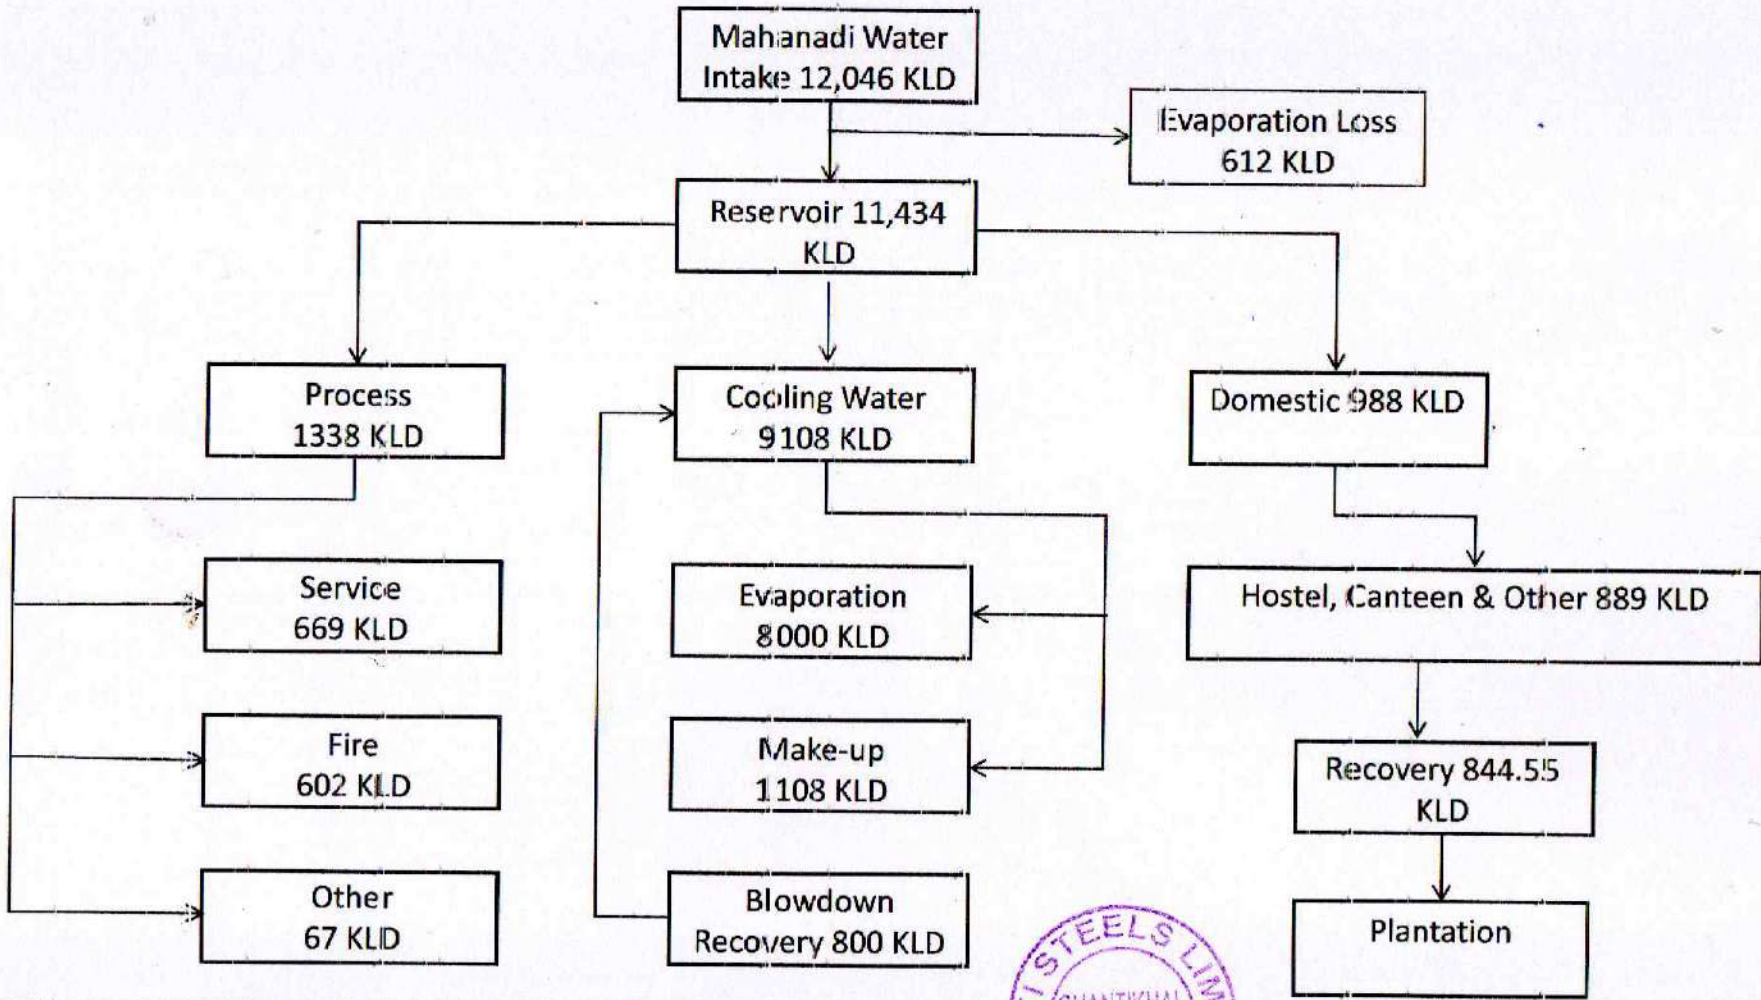 Mahanadi Water
Intake 12,046 KLD
Evaporation Loss
612 KLD
Reservoir 11,434
KLD
Process
1338 KLD
Cooling Water
9108 KLD
Domestic 988 KLD
Service
669 KLD
Evaporation
8000 KLD
Hostel, Canteen & Other 889 KLD
Fire
602 KLD
Make-up
1108 KLD
Recovery 844.55
KLD
Other
67 KLD
Blowdown
Recovery 800 KLD
Plantation
STEELS